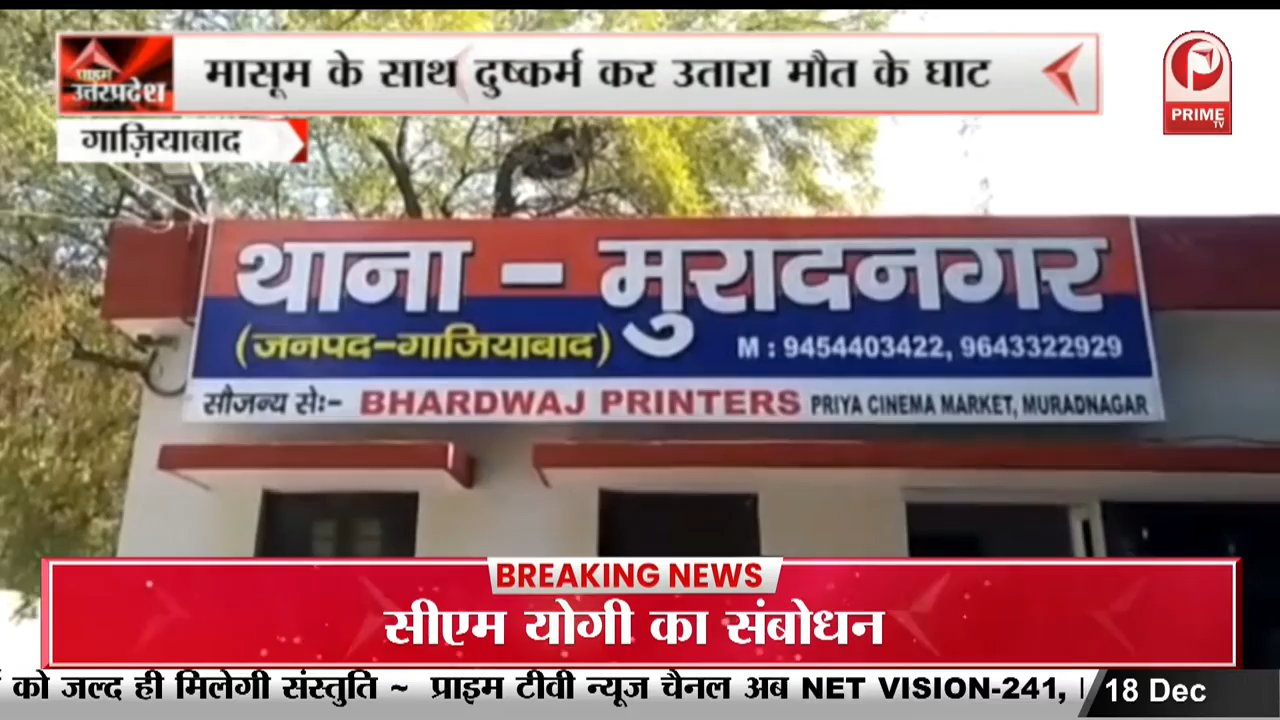 मासूम के साथ दुष्कर्म कर उतारा मौत के घाट
प्राइम
उत्तरप्रदेश
गाज़ियाबाद
PRIME
TV
थाना - मुरादनगर
(जनपद-गाजियाबाद)
M : 9454403422, 9643322929
सौजन्य से:- BHARDWAJ PRINTERS PRIYA CINEMA MARKET, MURADNAGAR
BREAKING NEWS
सीएम योगी का संबोधन
को जल्द ही मिलेगी संस्तुति ~ प्राइम टीवी न्यूज चैनल अब NET VISION-241,
18 Dec